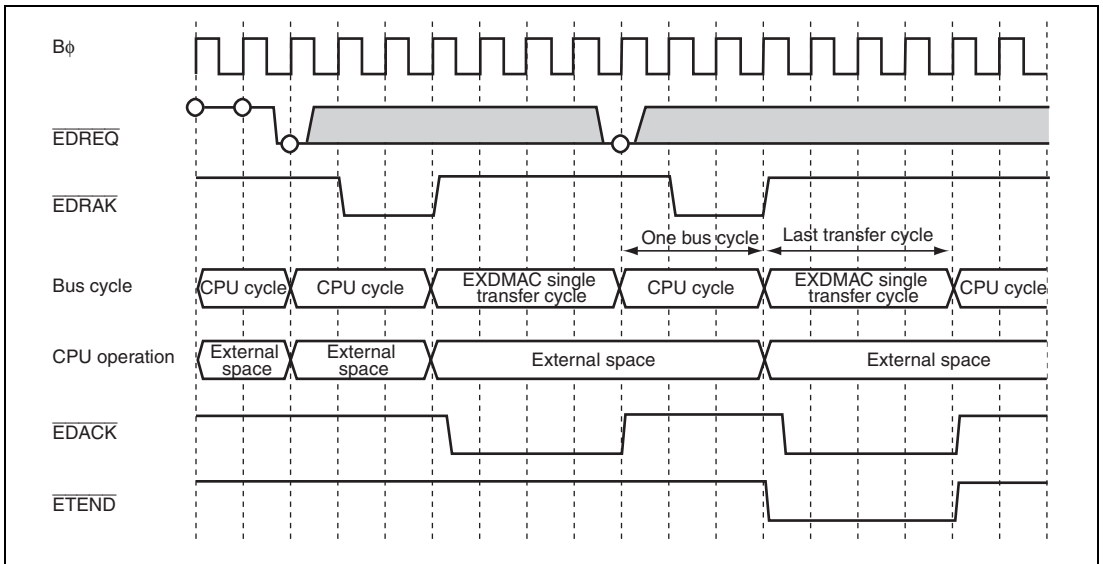 Bφ
EDREQ
EDRAK
One bus cycle
Last transfer cycle
Bus cycle
CPU cycle
CPU cycle
EXDMAC single
transfer cycle
CPU cycle
EXDMAC single
transfer cycle
CPU cycle
CPU operation
External
space
External
space
External space
External space
EDACK
ETEND